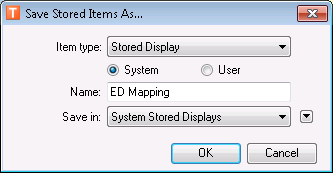 T Save Stored Items As...
Item type: Stored Display
System User
Name: ED Mapping
Save in: System Stored Displays
OK Cancel